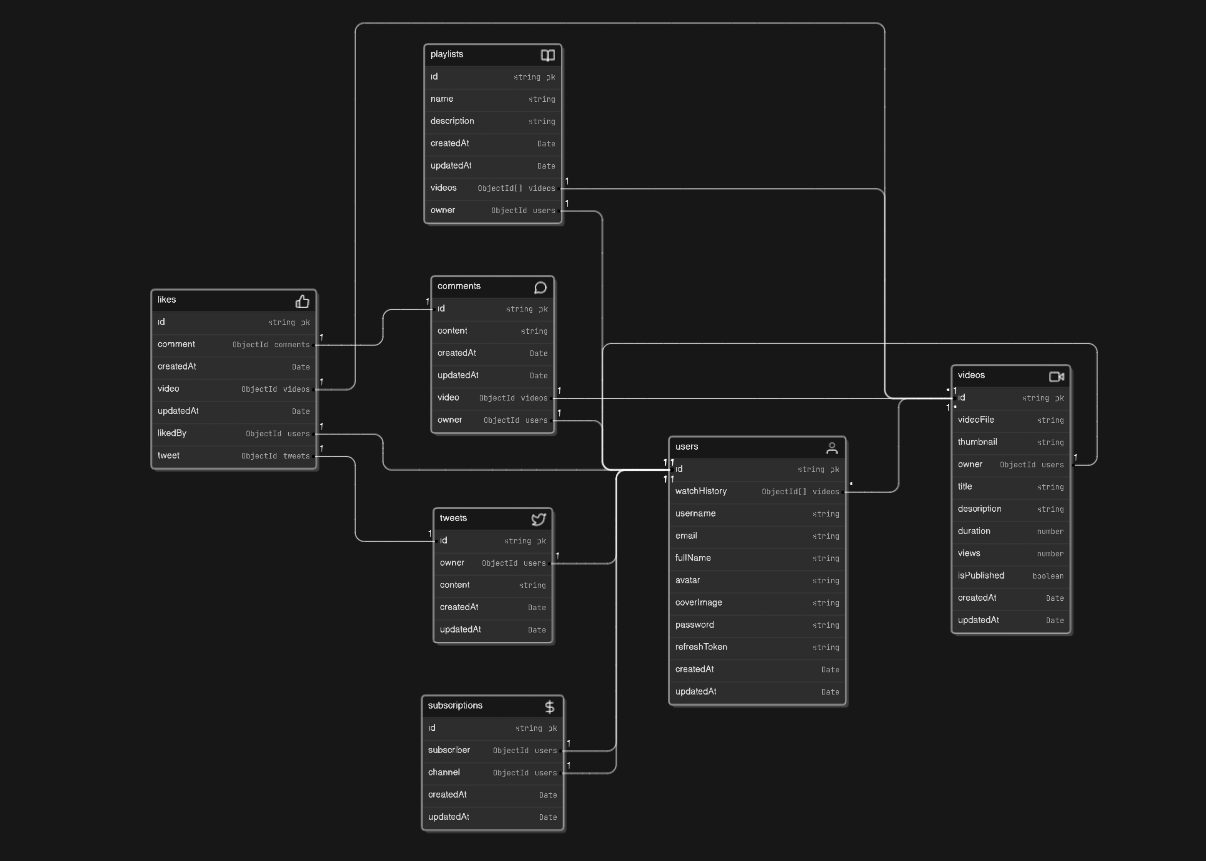 playlists
id string pk
name string
description string
createdAt Date
updatedAt Date
videos ObjectId[] videos 1
owner ObjectId users 1
likes
id string pk
comment ObjectId comments 1
createdAt Date
video ObjectId videos 1
updatedAt Date
likedBy ObjectId users 1
tweet ObjectId tweets 1
comments
1 id string pk
content string
createdAt Date
updatedAt Date
video ObjectId videos 1
owner ObjectId users 1
tweets
1 id string pk
owner ObjectId users 1
content string
createdAt Date
updatedAt Date
subscriptions
id string pk
subscriber ObjectId users 1
channel ObjectId users 1
createdAt Date
updatedAt Date
users
1 1
id string pk
1 1
watchHistory ObjectId[] videos *
username string
email string
fullName string
avatar string
coverImage string
password string
refreshToken string
createdAt Date
updatedAt Date
videos
* 1
id string pk
1 *
videoFile string
thumbnail string
owner ObjectId users 1
title string
description string
duration number
views number
isPublished boolean
createdAt Date
updatedAt Date